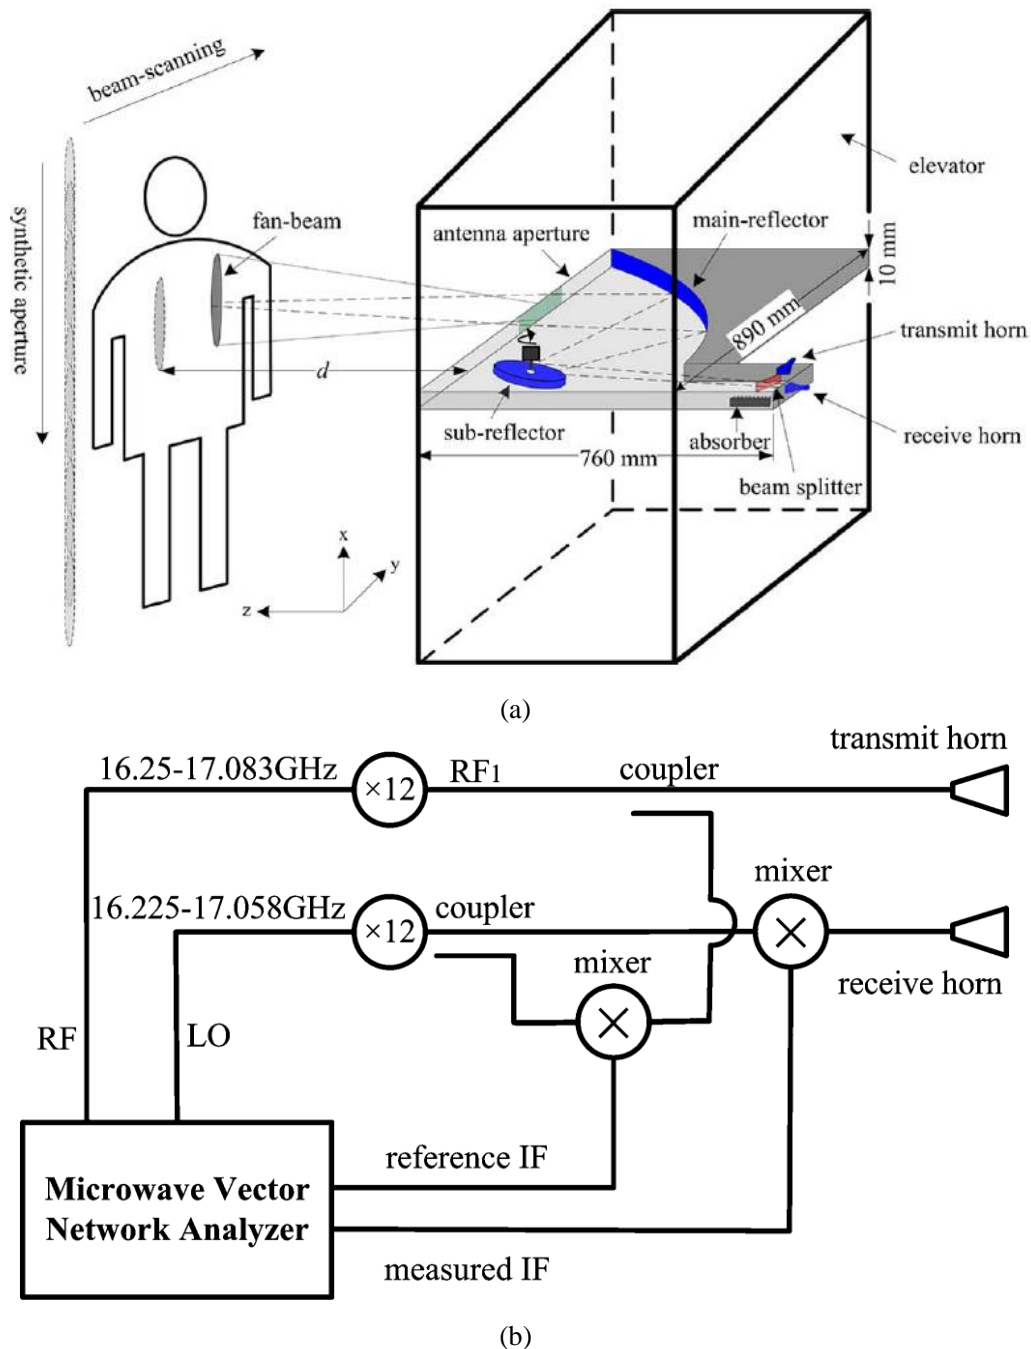 beam-scanning
elevator
fan-beam
main-reflector
antenna aperture
synthetic aperture
10 mm
890 mm
transmit horn
d
sub-reflector
absorber
receive horn
760 mm
beam splitter
x
y
z
(a)
transmit horn
16.25-17.083GHz
×12
RF1
coupler
mixer
16.225-17.058GHz
×12
coupler
mixer
receive horn
RF
LO
reference IF
Microwave Vector
Network Analyzer
measured IF
(b)